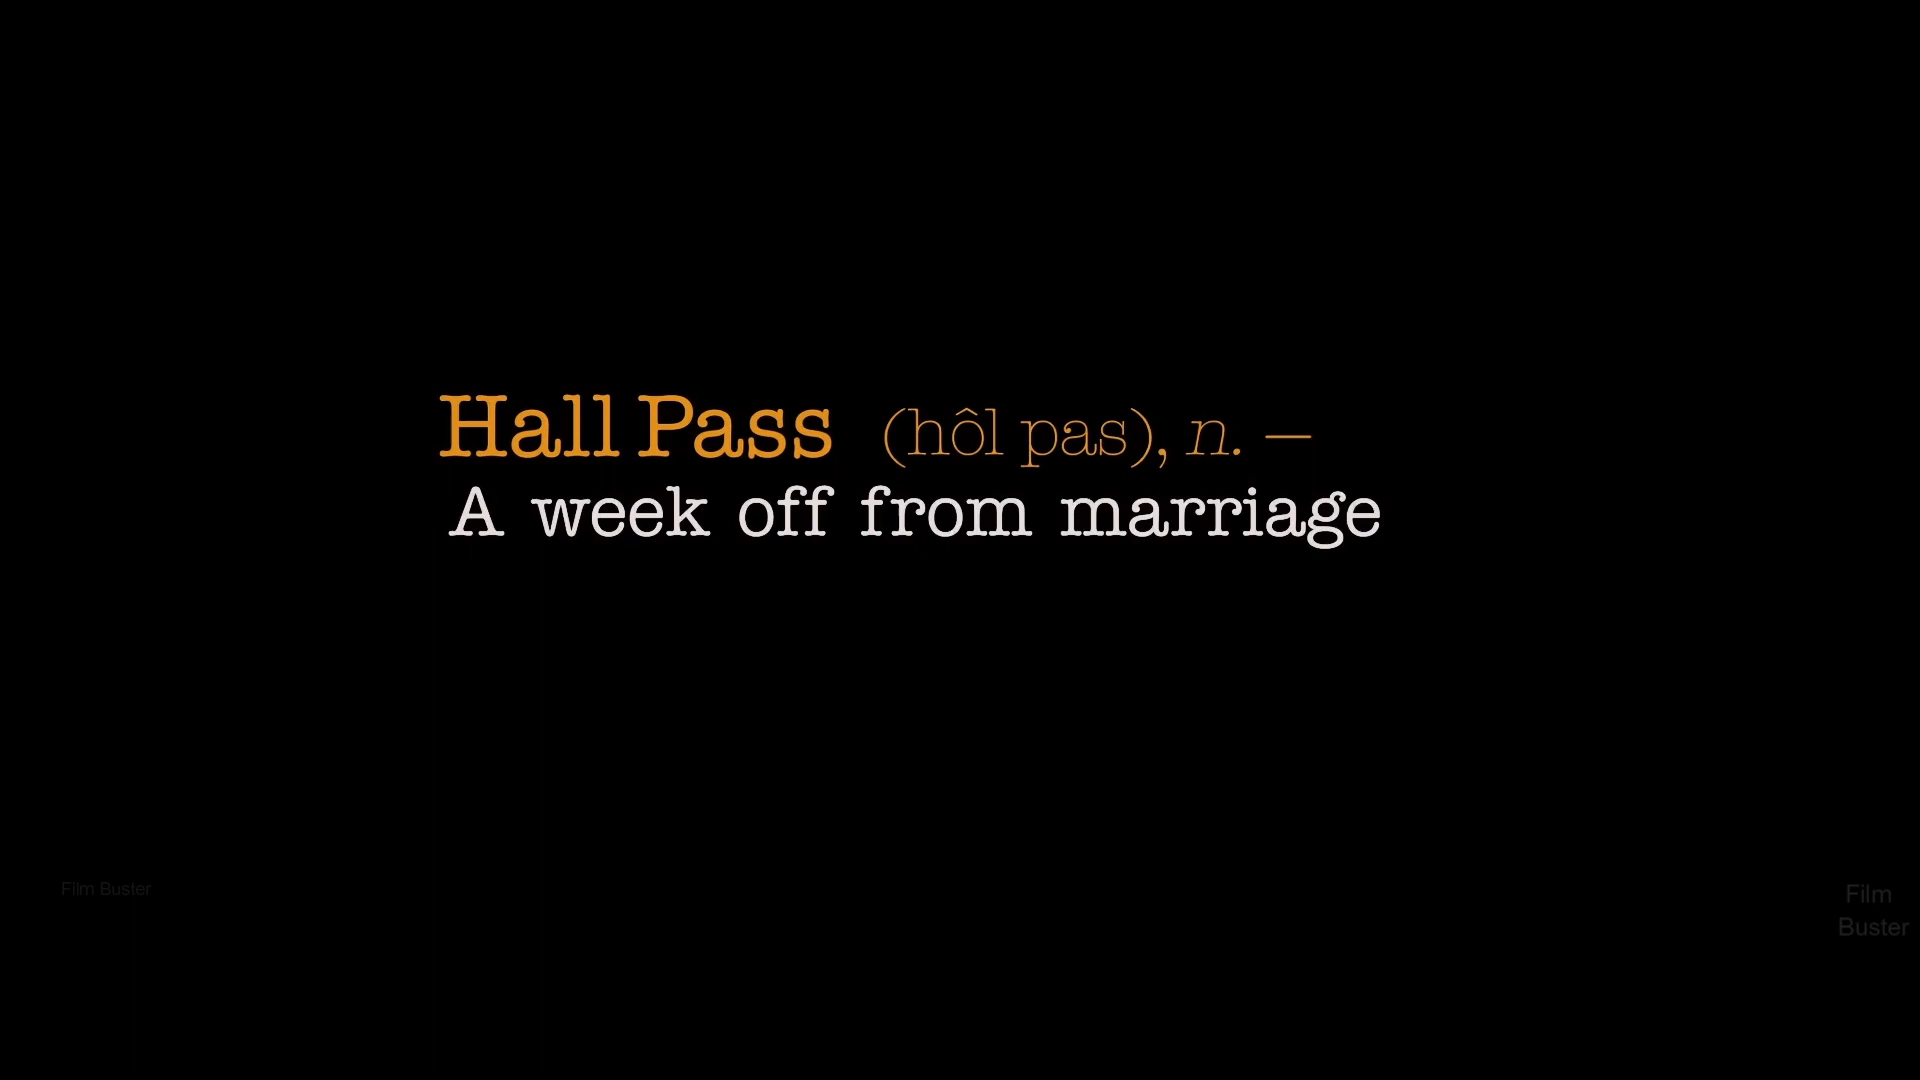 Hall Pass (hôl pas), n. –
A week off from marriage
Film Buster
Film
Buster